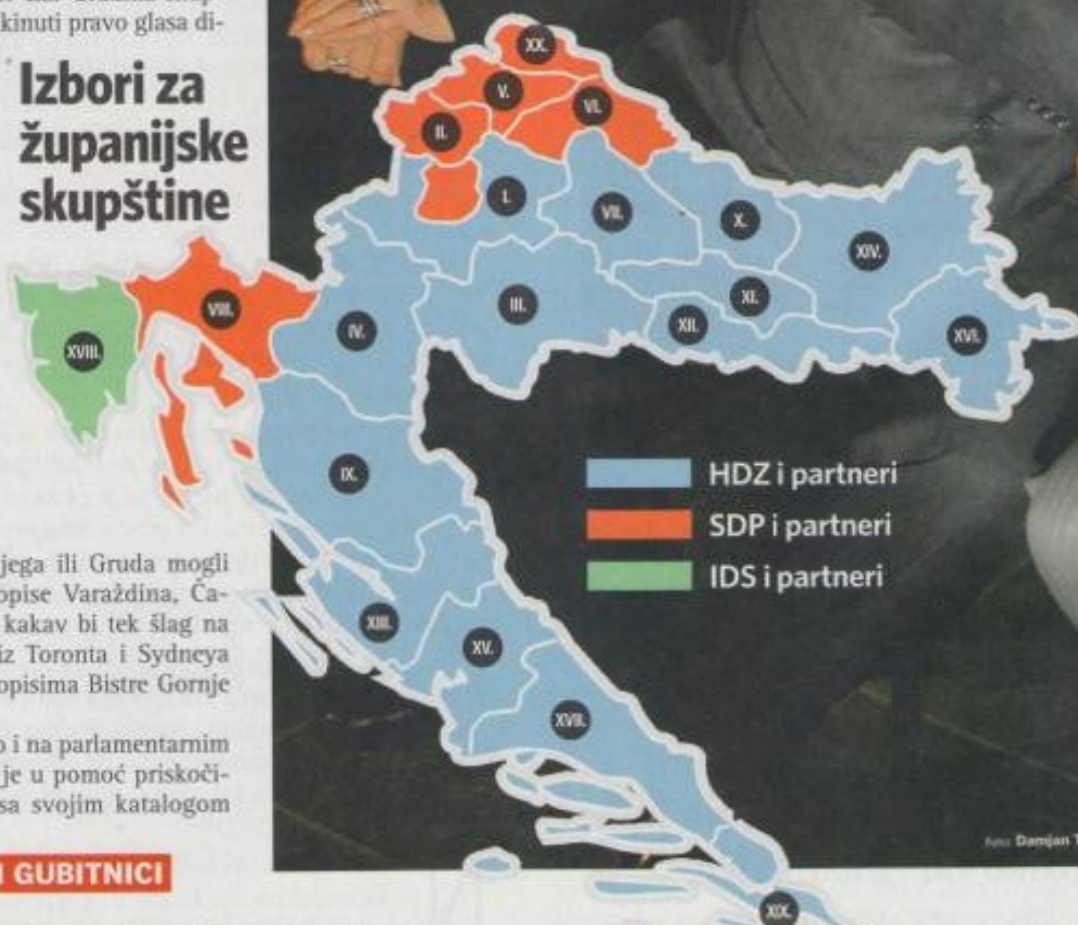 kinuti pravo glasa di-
Izbori za
županijske
skupštine
XX.
V.
VI.
II.
I.
VII.
X.
XIV.
VIII.
III.
XI.
IV.
XII.
XVI.
XVIII.
IX.
HDZ i partneri
SDP i partneri
IDS i partneri
jega ili Gruda mogli
opise Varaždina, Ča-
kakav bi tek šlag na
iz Toronta i Sydneya
opisima Bistre Gornje
XIII.
XV.
XVII.
o i na parlamentarnim
je u pomoć priskoči-
sa svojim katalogom
Foto: Damjan T
I GUBITNICI
XIX.